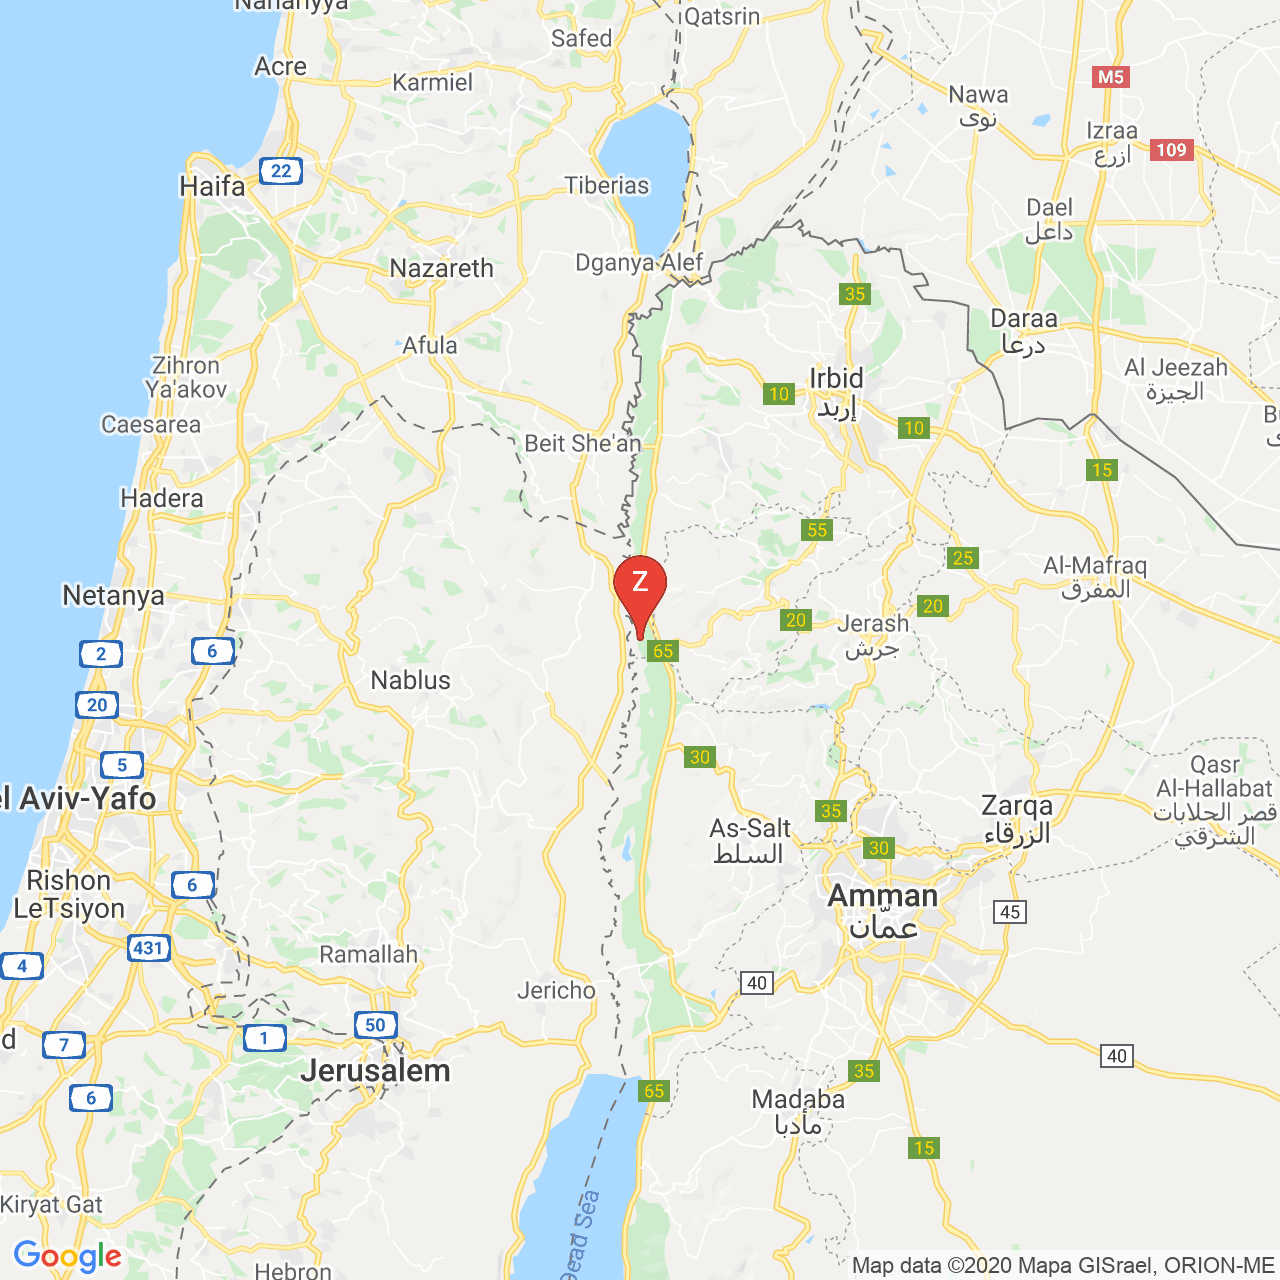 Nahariyya
Safed
Qatsrin
Acre
Karmiel
M5
Nawa
نوى
Izraa
ازرع
109
22
Haifa
Tiberias
Dael
داعل
Dganya Alef
Nazareth
35
Daraa
درعا
Afula
Zihron
Ya'akov
Irbid
إربد
Al Jeezah
الجيزة
10
Caesarea
10
Beit She'an
15
Hadera
55
25
Al-Mafraq
المفرق
Z
Netanya
20
20
Jerash
جرش
2
6
65
Nablus
20
30
5
Qasr
Al-Hallabat
قصر الحلابات
الشرقي
el Aviv-Yafo
35
Zarqa
الزرقاء
As-Salt
السلط
30
6
Rishon
LeTsiyon
Amman
عمّان
45
431
Ramallah
4
Jericho
40
50
1
7
d
Jerusalem
40
35
65
6
Madaba
مأدبا
15
Kiryat Gat
Dead Sea
Hebron
Google
Map data ©2020 Mapa GISrael, ORION-ME